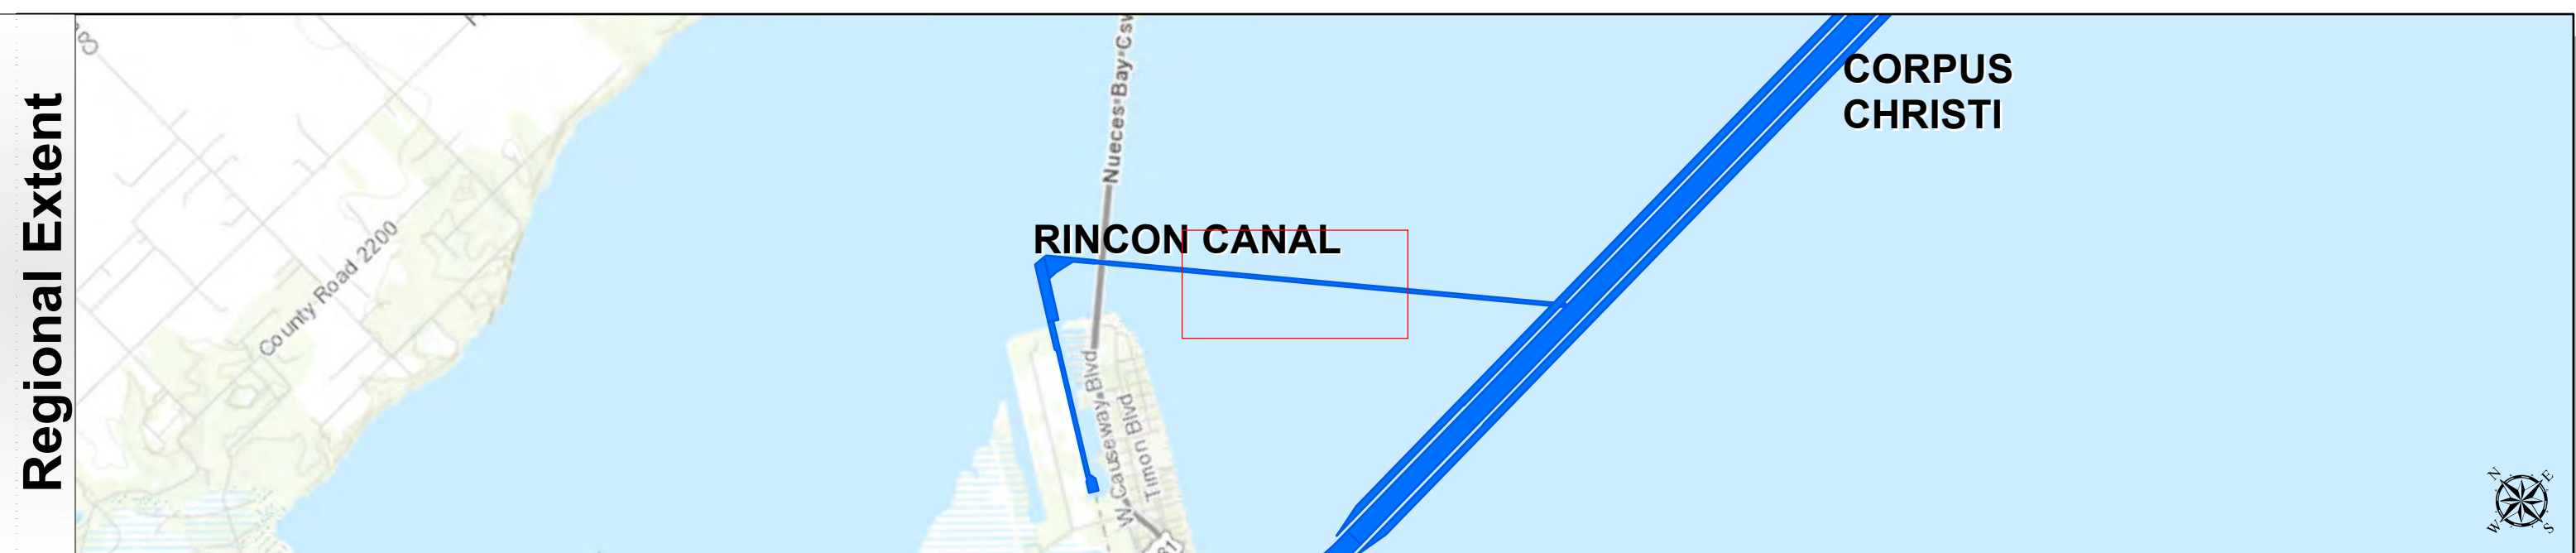 Regional Extent
Nueces Bay Csw
CORPUS
CHRISTI
RINCON CANAL
County Road 2200
W Causeway Blvd
Timon Blvd
N
E
W
S